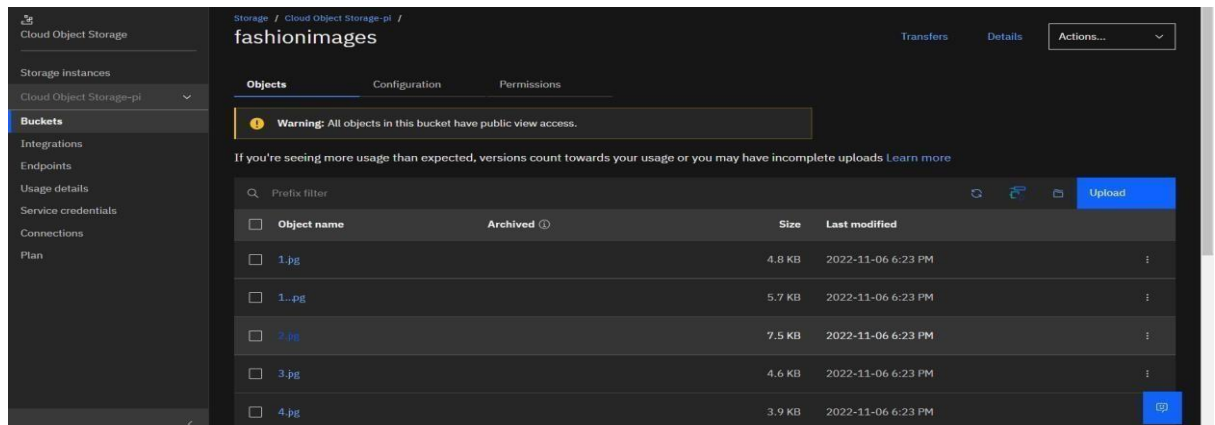 Cloud Object Storage
Storage instances
Cloud Object Storage-pi
Buckets
Integrations
Endpoints
Usage details
Service credentials
Connections
Plan
Storage / Cloud Object Storage-pl /
fashionimages
Transfers Details Actions...
Objects Configuration Permissions
Warning: All objects in this bucket have public view access.
If you're seeing more usage than expected, versions count towards your usage or you may have incomplete uploads Learn more
Prefix filter Upload
Object name Archived Size Last modified
1.jpg 4.8 KB 2022-11-06 6:23 PM
1...pg 5.7 KB 2022-11-06 6:23 PM
2.jpg 7.5 KB 2022-11-06 6:23 PM
3.jpg 4.6 KB 2022-11-06 6:23 PM
4.jpg 3.9 KB 2022-11-06 6:23 PM